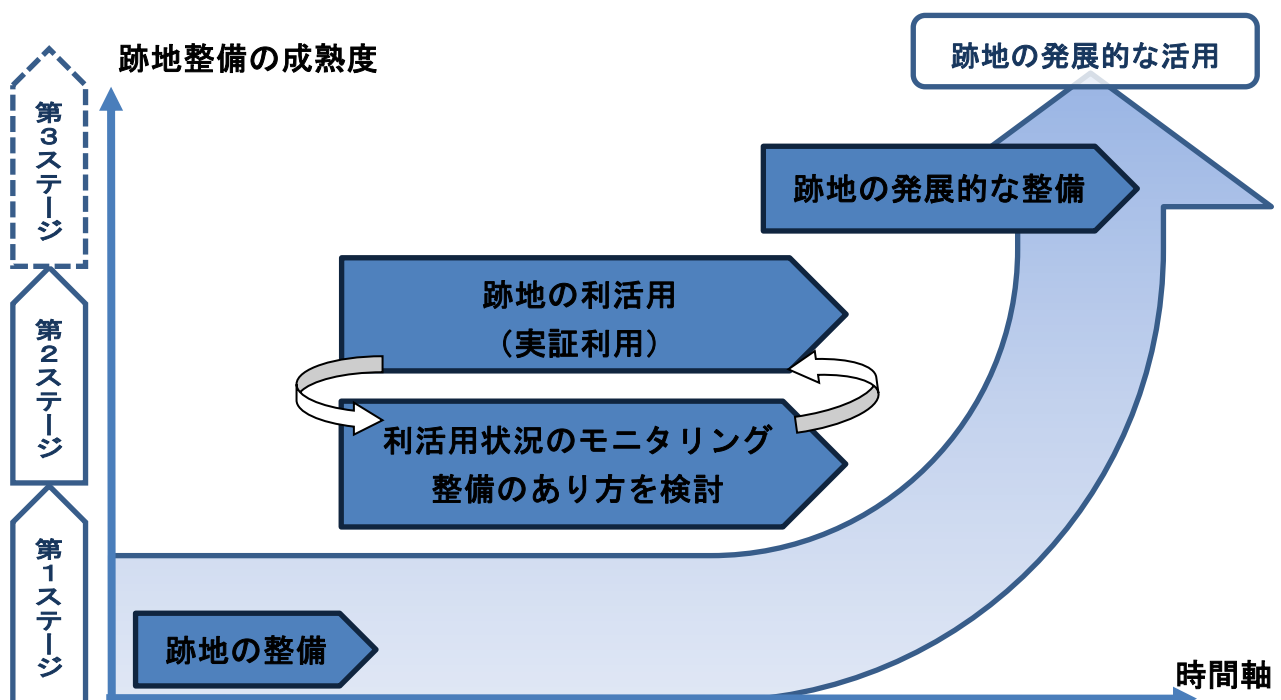 跡地整備の成熟度
跡地の発展的な活用
第3ステージ
跡地の発展的な整備
跡地の利活用
（実証利用）
第2ステージ
利活用状況のモニタリング
整備のあり方を検討
第1ステージ
跡地の整備
時間軸